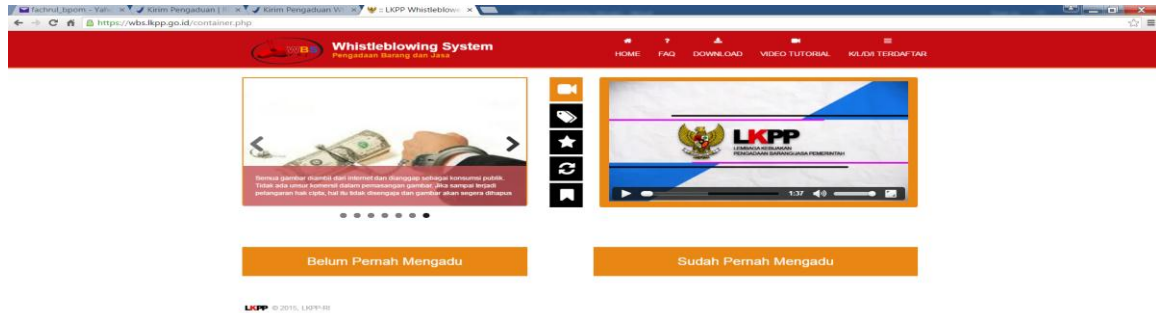 fachrul_bpom - Yah
Kirim Pengaduan |
Kirim Pengaduan W
:: LKPP Whistleblow
https://wbs.lkpp.go.id/container.php
WBS
Whistleblowing System
Pengadaan Barang dan Jasa
HOME
FAQ
DOWNLOAD
VIDEO TUTORIAL
K/L/D/I TERDAFTAR
Semua gambar diambil dari internet dan dianggap sebagai konsumsi publik.
Tidak ada unsur komersil dalam pemasangan gambar. Jika sampai terjadi
pelangaran hak cipta, hal itu tidak disengaja dan gambar akan segera dihapus
LKPP
LEMBAGA KEBIJAKAN
PENGADAAN BARANG/JASA PEMERINTAH
1:37
Belum Pernah Mengadu
Sudah Pernah Mengadu
LKPP © 2015, LKPP-RI